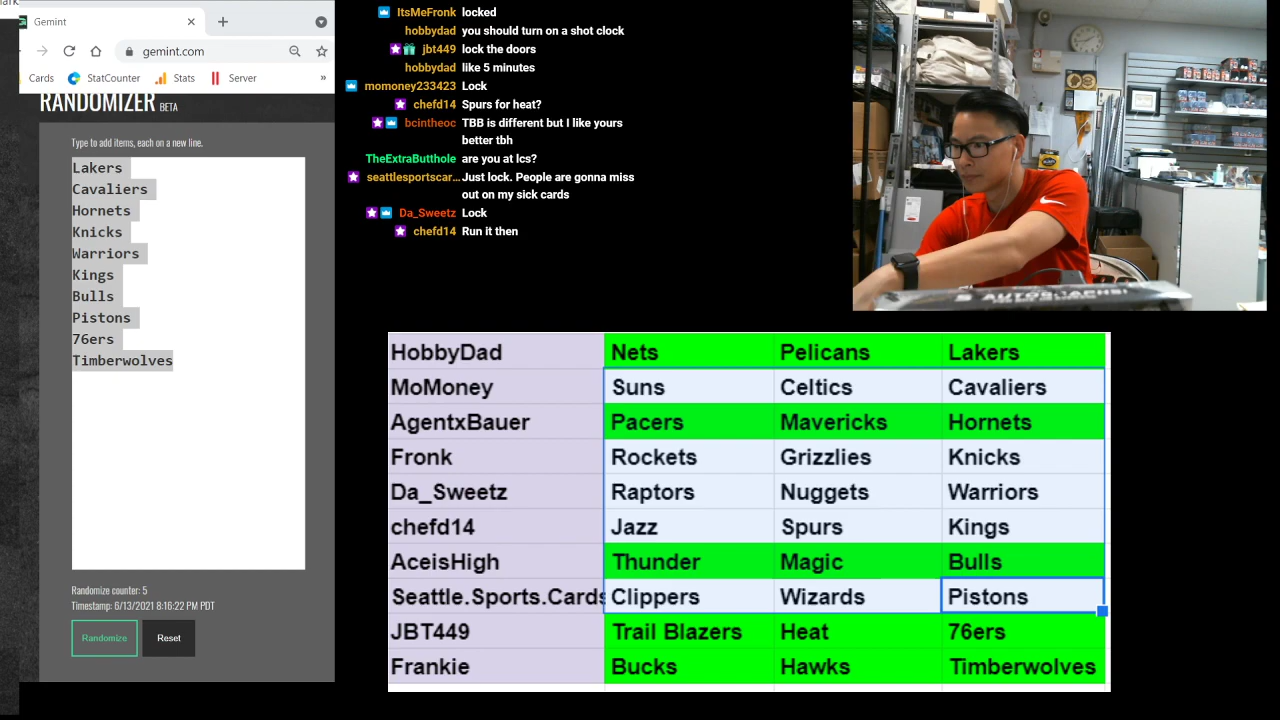 Gemint
gemint.com
Cards StatCounter Stats Server »
RANDOMIZER BETA
Type to add items, each on a new line.
Lakers
Cavaliers
Hornets
Knicks
Warriors
Kings
Bulls
Pistons
76ers
Timberwolves
Randomize counter: 5
Timestamp: 6/13/2021 8:16:22 PM PDT
Randomize Reset
ItsMeFronk locked
hobbydad you should turn on a shot clock
jbt449 lock the doors
hobbydad like 5 minutes
momoney233423 Lock
chefd14 Spurs for heat?
bcintheoc TBB is different but I like yours
better tbh
TheExtraButthole are you at lcs?
seattlesportscar... Just lock. People are gonna miss
out on my sick cards
Da_Sweetz Lock
chefd14 Run it then
5 AUTOGRAPHS!
HobbyDad Nets Pelicans Lakers
MoMoney Suns Celtics Cavaliers
AgentxBauer Pacers Mavericks Hornets
Fronk Rockets Grizzlies Knicks
Da_Sweetz Raptors Nuggets Warriors
chefd14 Jazz Spurs Kings
AceisHigh Thunder Magic Bulls
Seattle.Sports.Cards Clippers Wizards Pistons
JBT449 Trail Blazers Heat 76ers
Frankie Bucks Hawks Timberwolves